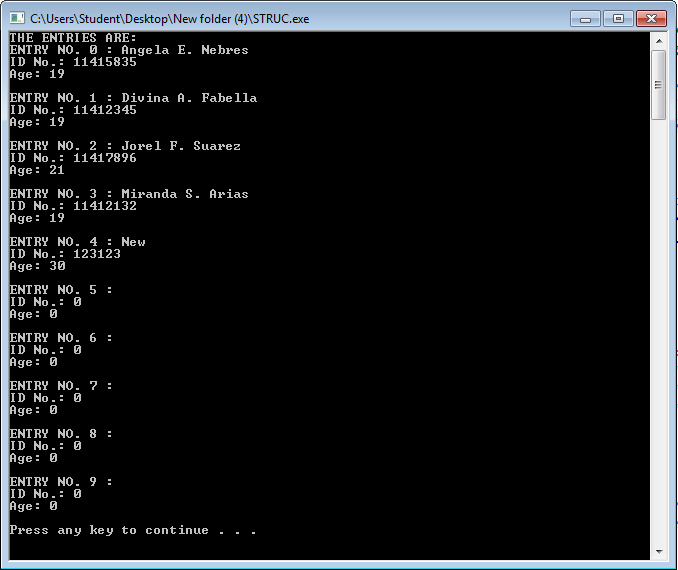 C:\Users\Student\Desktop\New folder (4)\STRUC.exe
THE ENTRIES ARE:
ENTRY NO. 0 : Angela E. Nebres
ID No.: 11415835
Age: 19
ENTRY NO. 1 : Divina A. Fabella
ID No.: 11412345
Age: 19
ENTRY NO. 2 : Jorel F. Suarez
ID No.: 11417896
Age: 21
ENTRY NO. 3 : Miranda S. Arias
ID No.: 11412132
Age: 19
ENTRY NO. 4 : New
ID No.: 123123
Age: 30
ENTRY NO. 5 :
ID No.: 0
Age: 0
ENTRY NO. 6 :
ID No.: 0
Age: 0
ENTRY NO. 7 :
ID No.: 0
Age: 0
ENTRY NO. 8 :
ID No.: 0
Age: 0
ENTRY NO. 9 :
ID No.: 0
Age: 0
Press any key to continue . . .